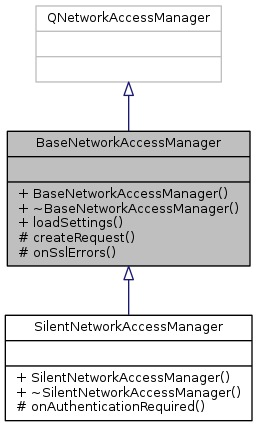 QNetworkAccessManager
BaseNetworkAccessManager
+ BaseNetworkAccessManager()
+ ~BaseNetworkAccessManager()
+ loadSettings()
# createRequest()
# onSslErrors()
SilentNetworkAccessManager
+ SilentNetworkAccessManager()
+ ~SilentNetworkAccessManager()
# onAuthenticationRequired()